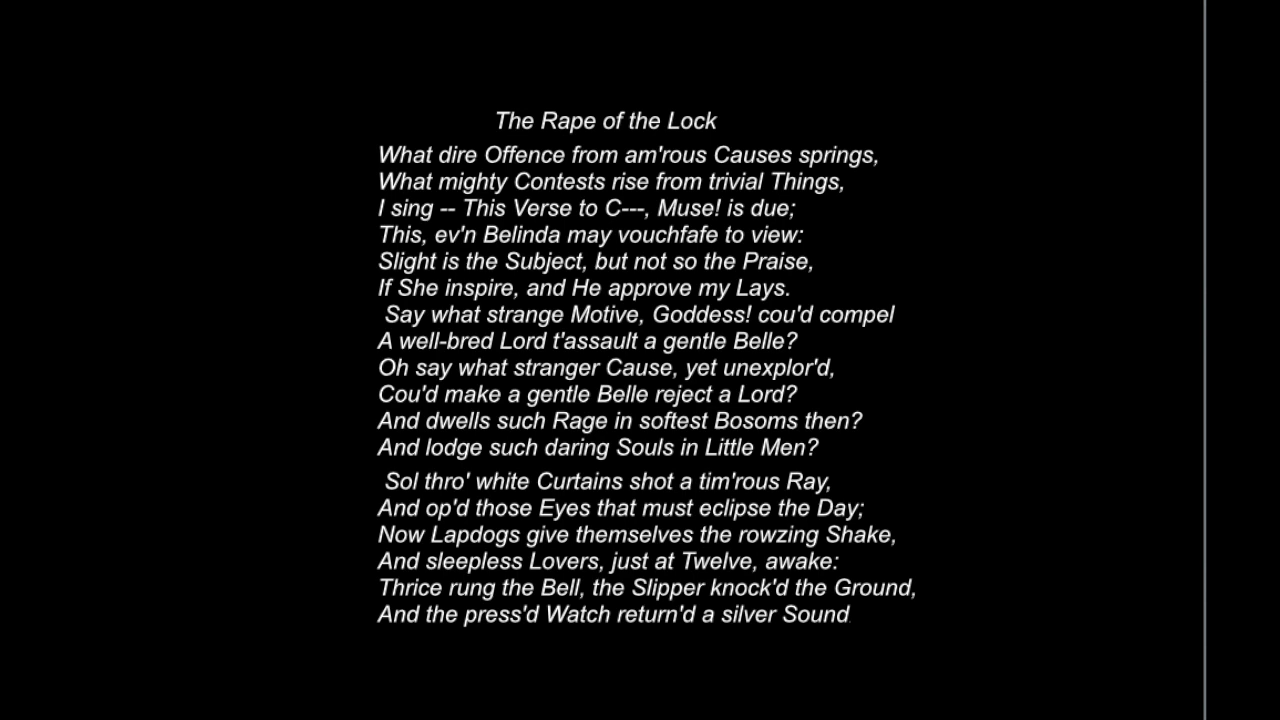 The Rape of the Lock
What dire Offence from am'rous Causes springs,
What mighty Contests rise from trivial Things,
I sing -- This Verse to C---, Muse! is due;
This, ev'n Belinda may vouchfafe to view:
Slight is the Subject, but not so the Praise,
If She inspire, and He approve my Lays.
Say what strange Motive, Goddess! cou'd compel
A well-bred Lord t'assault a gentle Belle?
Oh say what stranger Cause, yet unexplor'd,
Cou'd make a gentle Belle reject a Lord?
And dwells such Rage in softest Bosoms then?
And lodge such daring Souls in Little Men?
Sol thro' white Curtains shot a tim'rous Ray,
And op'd those Eyes that must eclipse the Day;
Now Lapdogs give themselves the rowzing Shake,
And sleepless Lovers, just at Twelve, awake:
Thrice rung the Bell, the Slipper knock'd the Ground,
And the press'd Watch return'd a silver Sound.